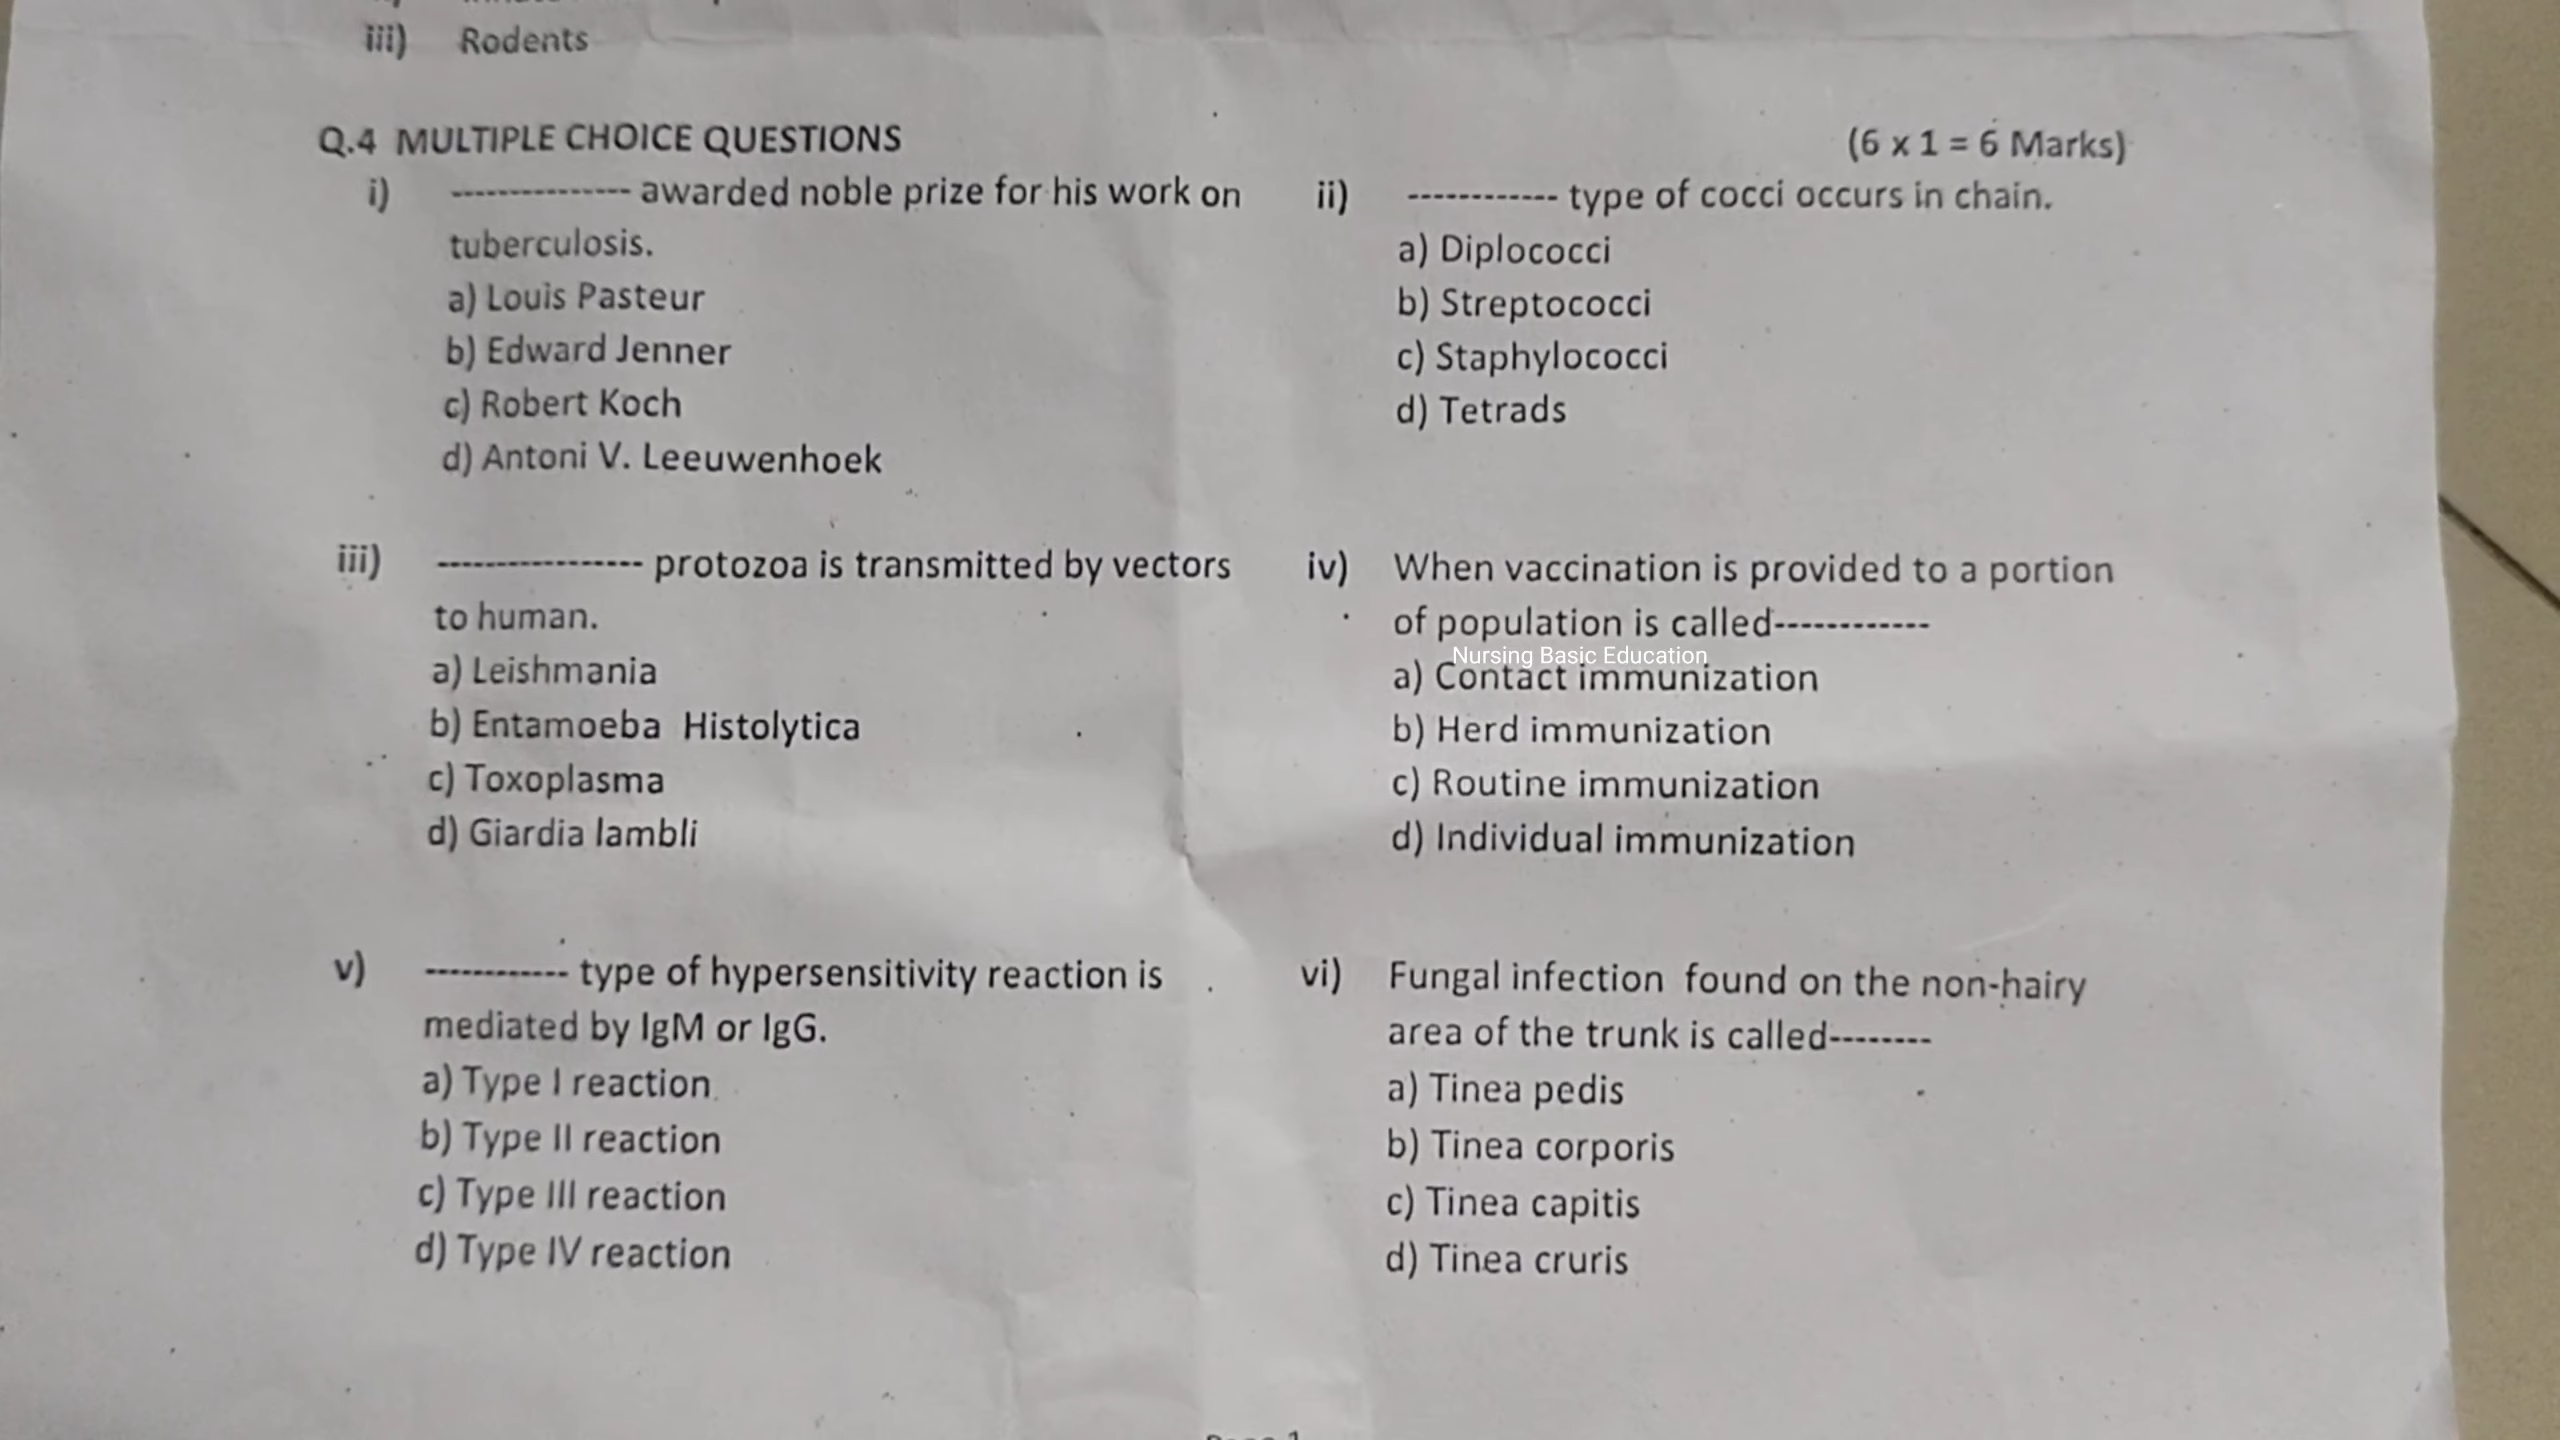 iii) Rodents
Q.4 MULTIPLE CHOICE QUESTIONS
(6 x 1 = 6 Marks)
i) --------------- awarded noble prize for his work on
tuberculosis.
a) Louis Pasteur
b) Edward Jenner
c) Robert Koch
d) Antoni V. Leeuwenhoek
ii) ------------ type of cocci occurs in chain.
a) Diplococci
b) Streptococci
c) Staphylococci
d) Tetrads
iii) ----------------- protozoa is transmitted by vectors
to human.
a) Leishmania
b) Entamoeba Histolytica
c) Toxoplasma
d) Giardia lambli
iv) When vaccination is provided to a portion
of population is called------------
Nursing Basic Education
a) Contact immunization
b) Herd immunization
c) Routine immunization
d) Individual immunization
v) ------------ type of hypersensitivity reaction is
mediated by IgM or IgG.
a) Type I reaction
b) Type II reaction
c) Type III reaction
d) Type IV reaction
vi) Fungal infection found on the non-hairy
area of the trunk is called--------
a) Tinea pedis
b) Tinea corporis
c) Tinea capitis
d) Tinea cruris